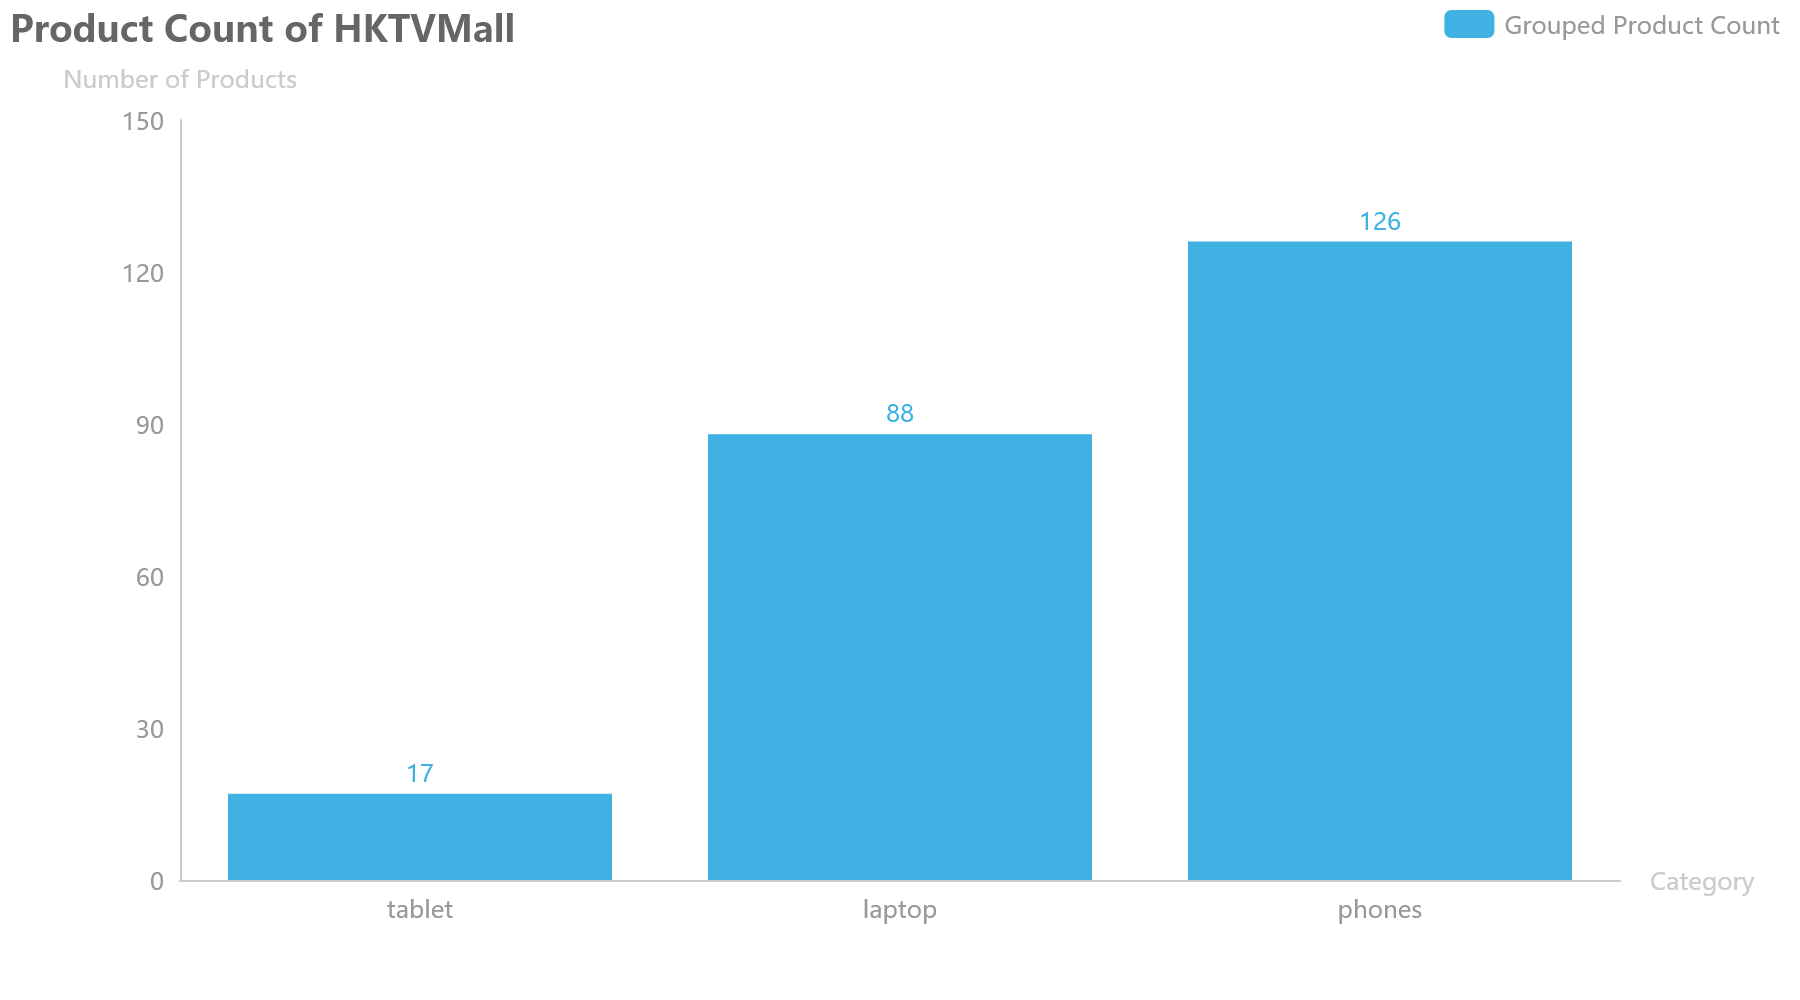 Product Count of HKTVMall
Grouped Product Count
Number of Products
150
120
90
60
30
0
126
88
17
tablet
laptop
phones
Category